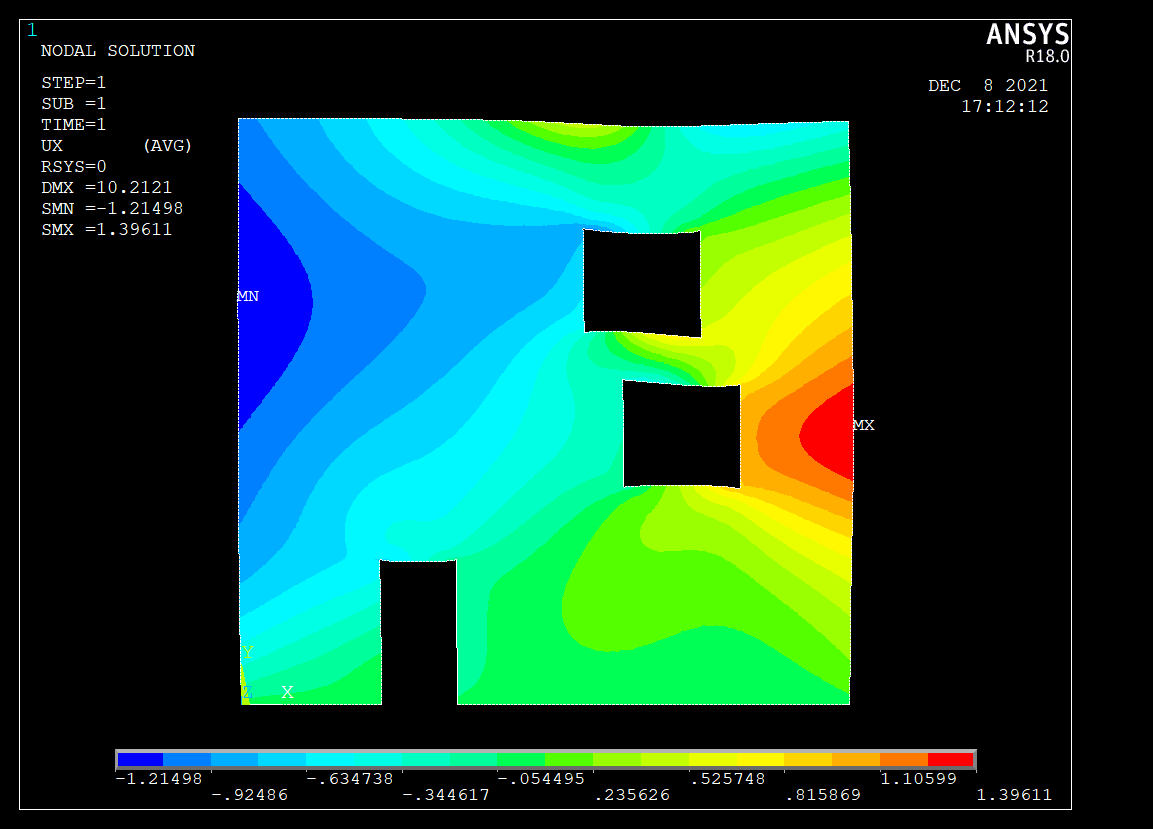 1
ANSYS
R18.0
NODAL SOLUTION
STEP=1
SUB =1
TIME=1
UX (AVG)
RSYS=0
DMX =10.2121
SMN =-1.21498
SMX =1.39611
DEC 8 2021
17:12:12
MN
MX
Y
Z X
-1.21498 -.634738 -.054495 .525748 1.10599
-.92486 -.344617 .235626 .815869 1.39611